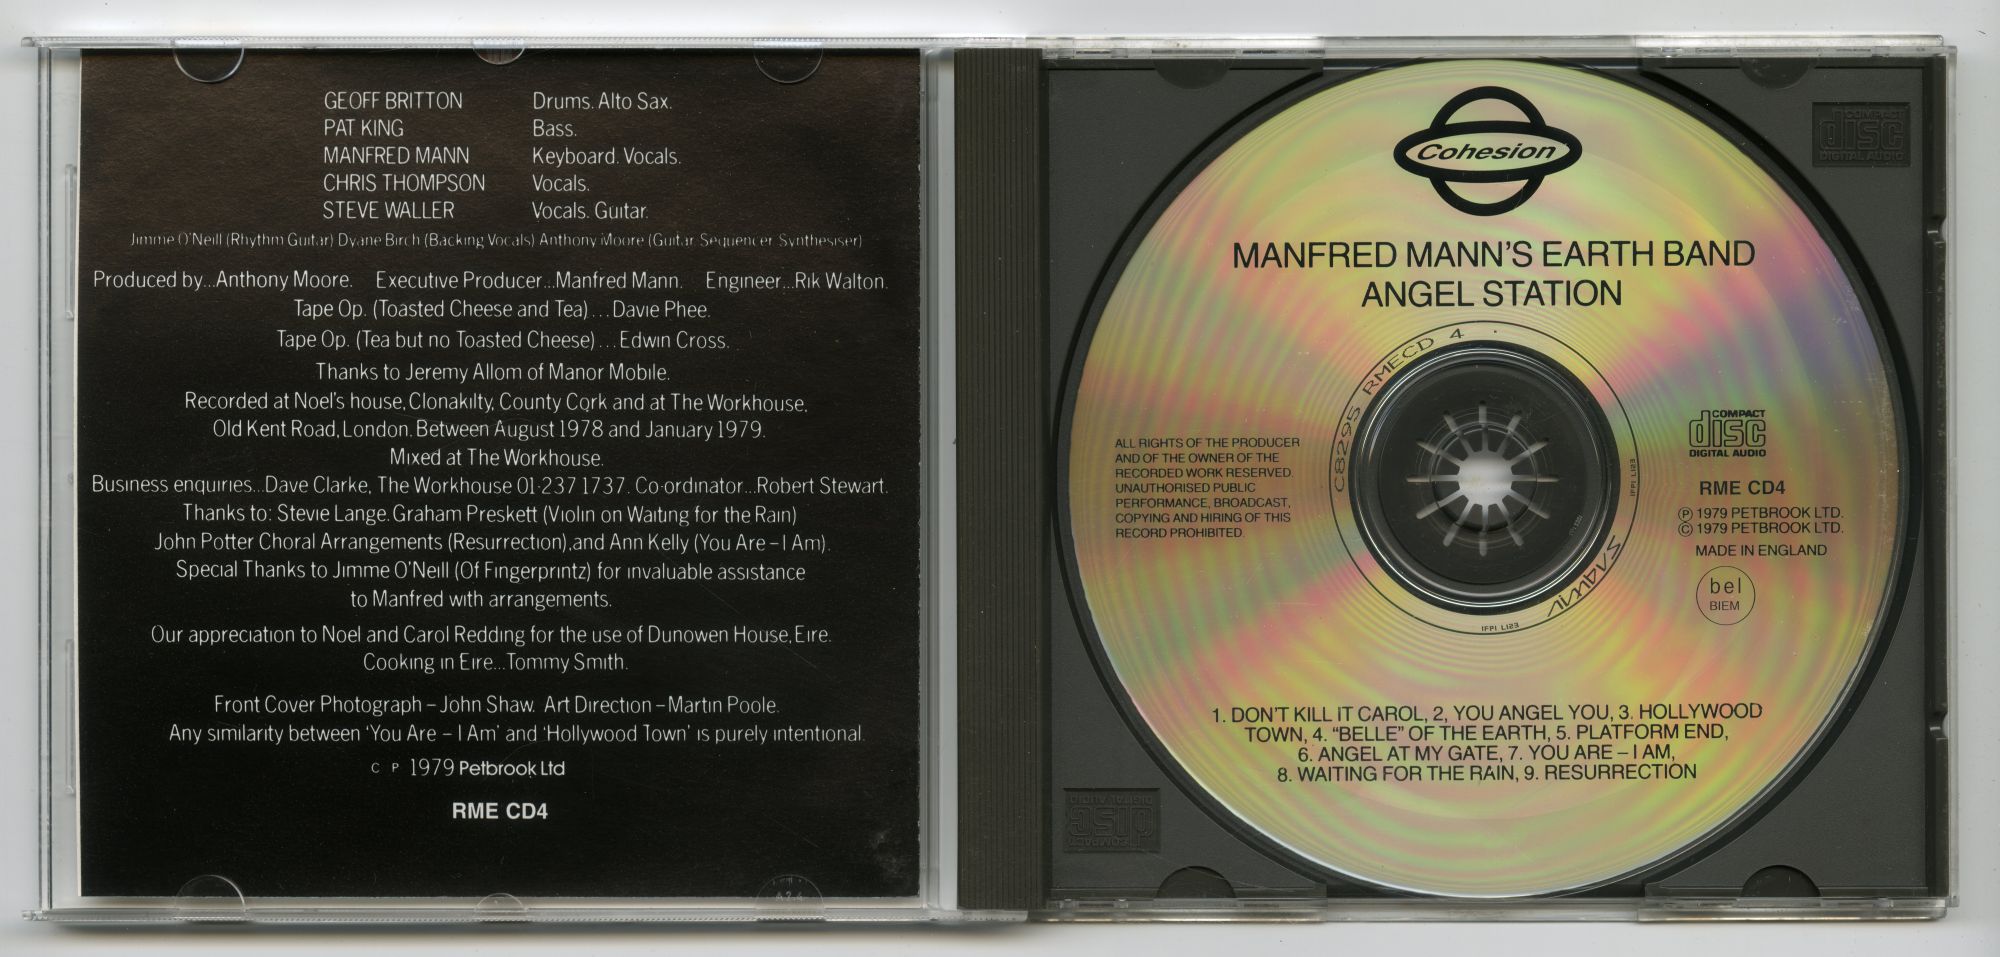 GEOFF BRITTON Drums. Alto Sax.
PAT KING Bass.
MANFRED MANN Keyboard. Vocals.
CHRIS THOMPSON Vocals.
STEVE WALLER Vocals. Guitar.
Jimme O'Neill (Rhythm Guitar) Dyane Birch (Backing Vocals) Anthony Moore (Guitar. Sequencer. Synthesiser)
Produced by...Anthony Moore. Executive Producer...Manfred Mann. Engineer...Rik Walton.
Tape Op. (Toasted Cheese and Tea)...Davie Phee.
Tape Op. (Tea but no Toasted Cheese)...Edwin Cross.
Thanks to Jeremy Allom of Manor Mobile.
Recorded at Noel's house, Clonakilty, County Cork and at The Workhouse,
Old Kent Road, London. Between August 1978 and January 1979.
Mixed at The Workhouse.
Business enquiries...Dave Clarke, The Workhouse 01·237 1737. Co-ordinator...Robert Stewart.
Thanks to: Stevie Lange. Graham Preskett (Violin on Waiting for the Rain)
John Potter Choral Arrangements (Resurrection), and Ann Kelly (You Are – I Am).
Special Thanks to Jimme O'Neill (Of Fingerprintz) for invaluable assistance
to Manfred with arrangements.
Our appreciation to Noel and Carol Redding for the use of Dunowen House, Eire.
Cooking in Eire...Tommy Smith.
Front Cover Photograph – John Shaw. Art Direction – Martin Poole.
Any similarity between 'You Are – I Am' and 'Hollywood Town' is purely intentional.
C P 1979 Petbrook Ltd
RME CD4
Cohesion
MANFRED MANN'S EARTH BAND
ANGEL STATION
C8295 RMECD 4
ALL RIGHTS OF THE PRODUCER
AND OF THE OWNER OF THE
RECORDED WORK RESERVED.
UNAUTHORISED PUBLIC
PERFORMANCE, BROADCAST,
COPYING AND HIRING OF THIS
RECORD PROHIBITED.
COMPACT
disc
DIGITAL AUDIO
RME CD4
Ⓟ 1979 PETBROOK LTD.
© 1979 PETBROOK LTD.
MADE IN ENGLAND
bel
BIEM
IFPI L123
IFPI L123
1. DON'T KILL IT CAROL, 2, YOU ANGEL YOU, 3. HOLLYWOOD
TOWN, 4. "BELLE" OF THE EARTH, 5. PLATFORM END,
6. ANGEL AT MY GATE, 7. YOU ARE – I AM,
8. WAITING FOR THE RAIN, 9. RESURRECTION
COMPACT
disc
DIGITAL AUDIO
COMPACT
disc
DIGITAL AUDIO